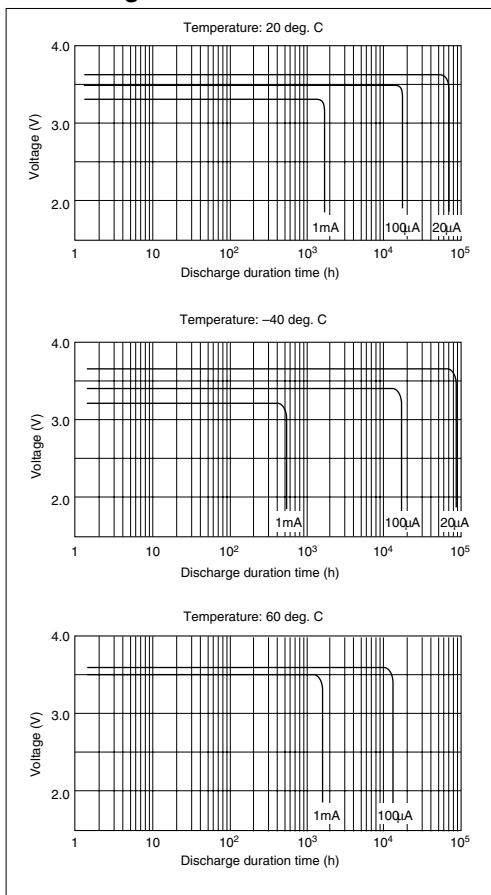 Temperature: 20 deg. C
4.0
3.0
2.0
Voltage (V)
1mA
100μA
20μA
1
10
10²
10³
10⁴
10⁵
Discharge duration time (h)
Temperature: –40 deg. C
4.0
3.0
2.0
Voltage (V)
1mA
100μA
20μA
1
10
10²
10³
10⁴
10⁵
Discharge duration time (h)
Temperature: 60 deg. C
4.0
3.0
2.0
Voltage (V)
1mA
100μA
1
10
10²
10³
10⁴
10⁵
Discharge duration time (h)